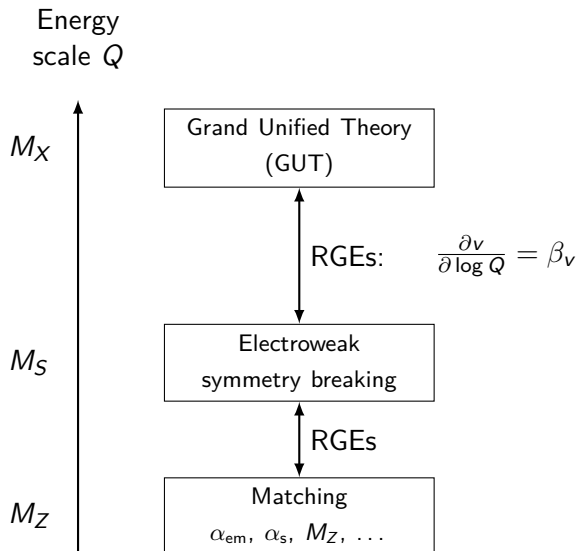 Energy
scale Q
M_X
Grand Unified Theory
(GUT)
RGEs: ∂v/∂ log Q = β_v
M_S
Electroweak
symmetry breaking
RGEs
M_Z
Matching
α_em, α_s, M_Z, …